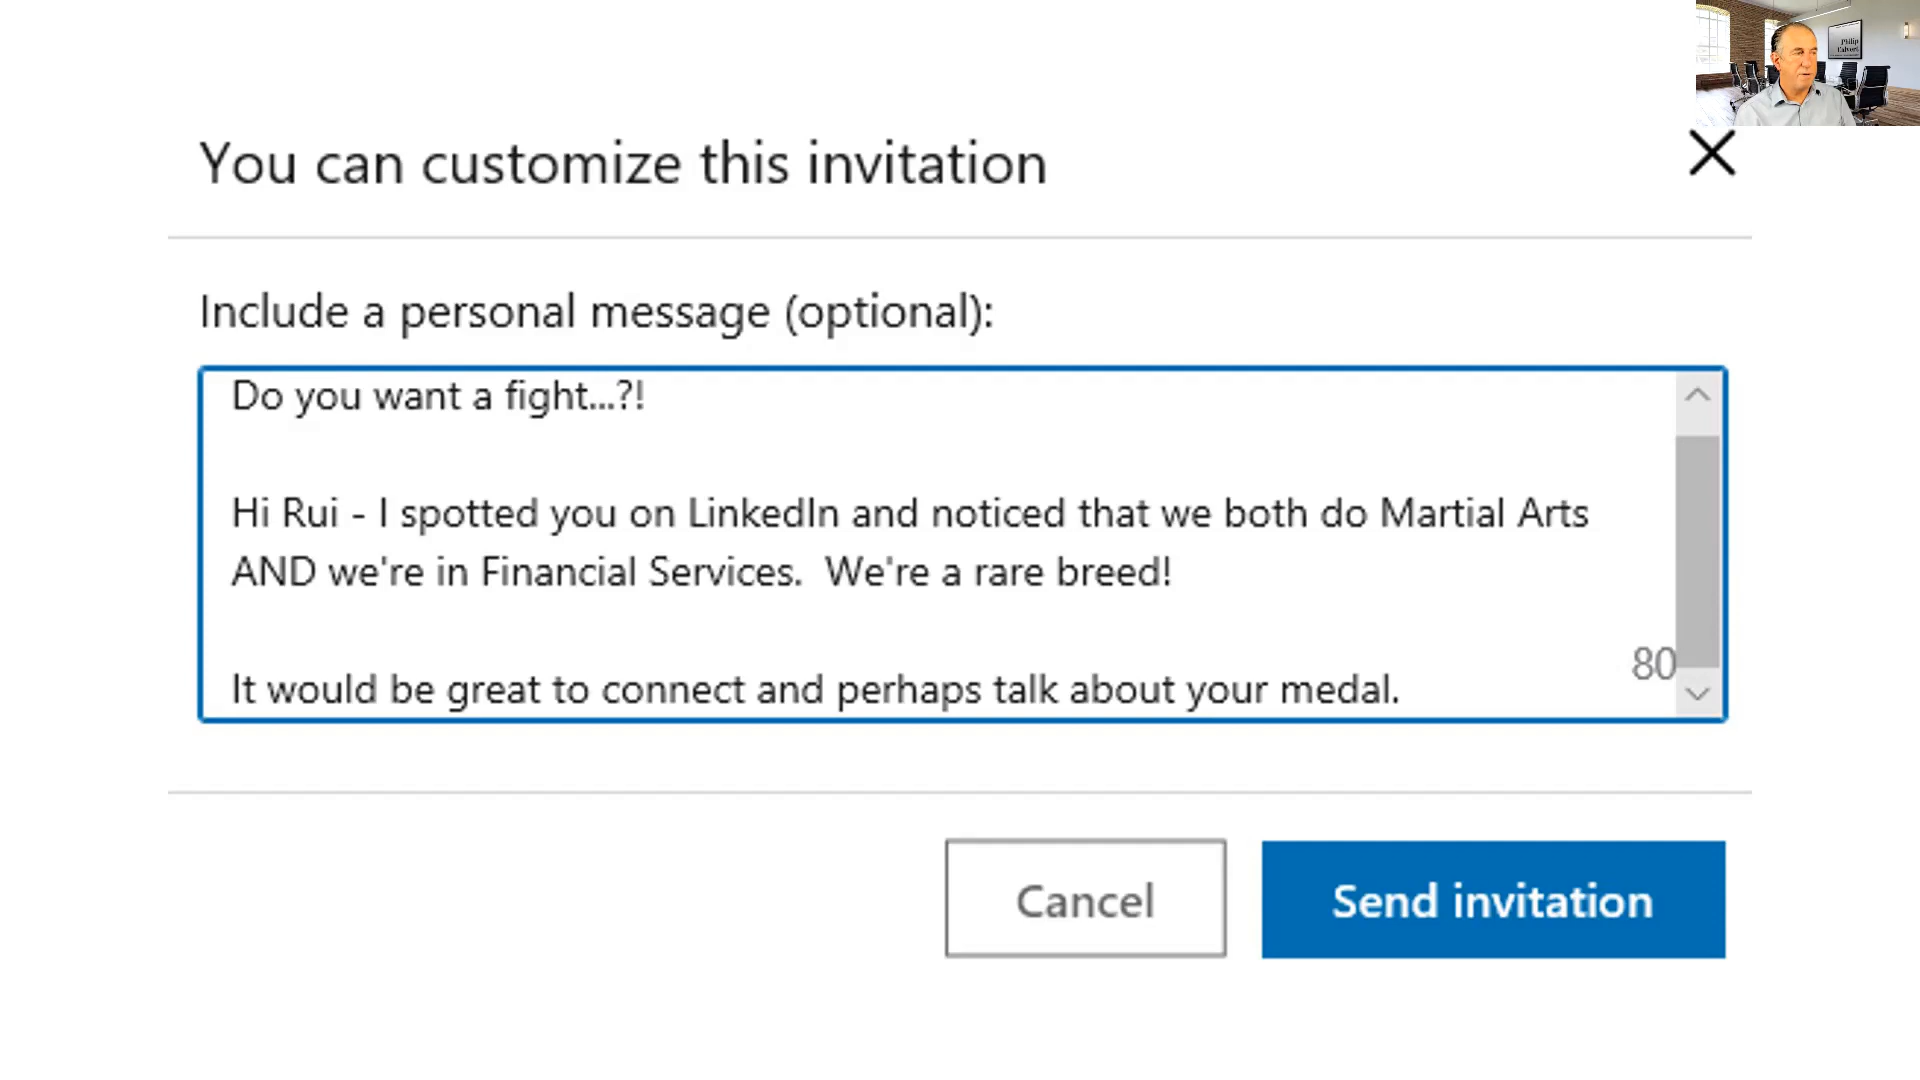 Philip
Calvert
You can customize this invitation
Include a personal message (optional):
Do you want a fight...?!
Hi Rui - I spotted you on LinkedIn and noticed that we both do Martial Arts
AND we're in Financial Services.  We're a rare breed!
80
It would be great to connect and perhaps talk about your medal.
Cancel
Send invitation